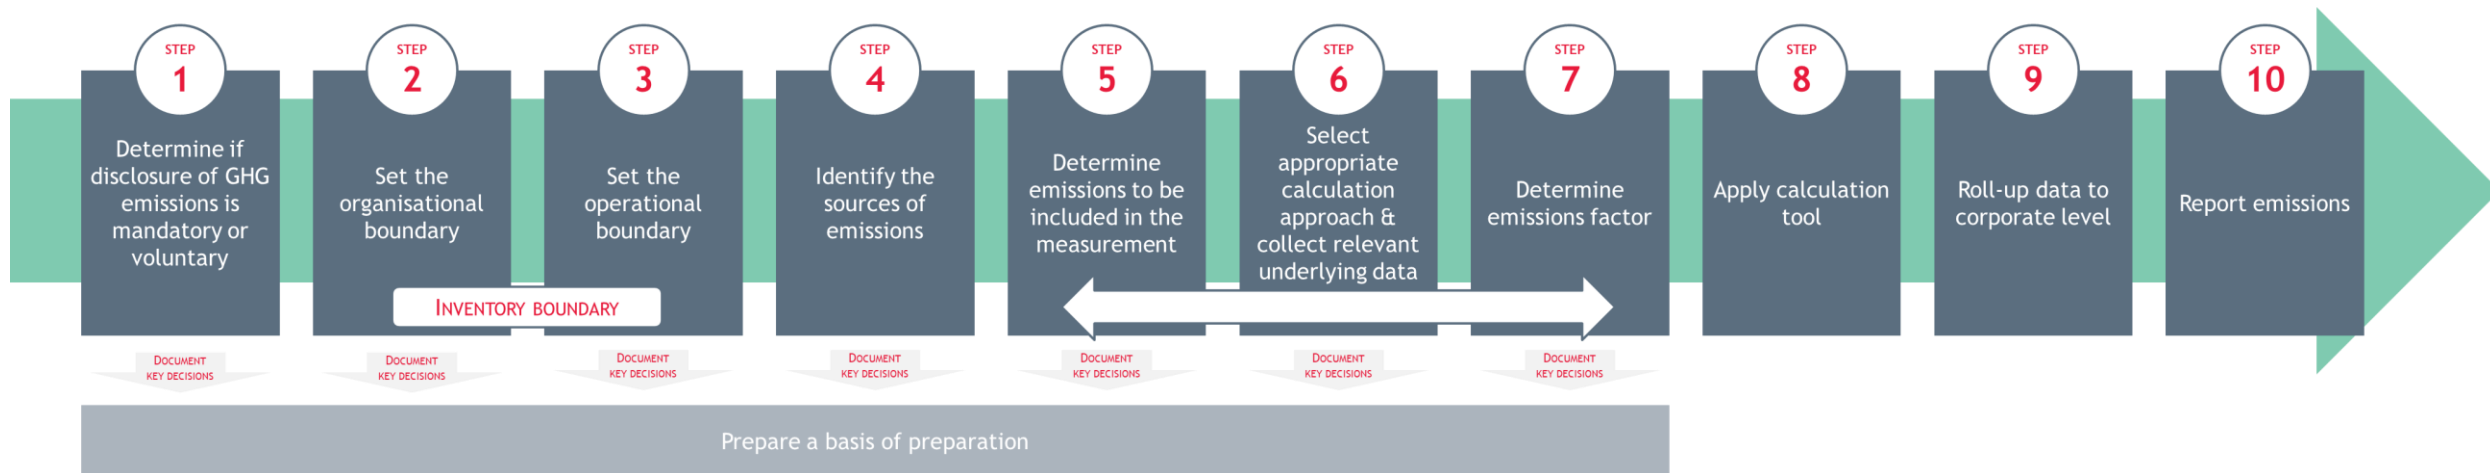 STEP
1
Determine if
disclosure of GHG
emissions is
mandatory or
voluntary
STEP
2
Set the
organisational
boundary
STEP
3
Set the
operational
boundary
INVENTORY BOUNDARY
STEP
4
Identify the
sources of
emissions
STEP
5
Determine
emissions to be
included in the
measurement
STEP
6
Select
appropriate
calculation
approach &
collect relevant
underlying data
STEP
7
Determine
emissions factor
STEP
8
Apply calculation
tool
STEP
9
Roll-up data to
corporate level
STEP
10
Report emissions
DOCUMENT
KEY DECISIONS
DOCUMENT
KEY DECISIONS
DOCUMENT
KEY DECISIONS
DOCUMENT
KEY DECISIONS
DOCUMENT
KEY DECISIONS
DOCUMENT
KEY DECISIONS
DOCUMENT
KEY DECISIONS
Prepare a basis of preparation